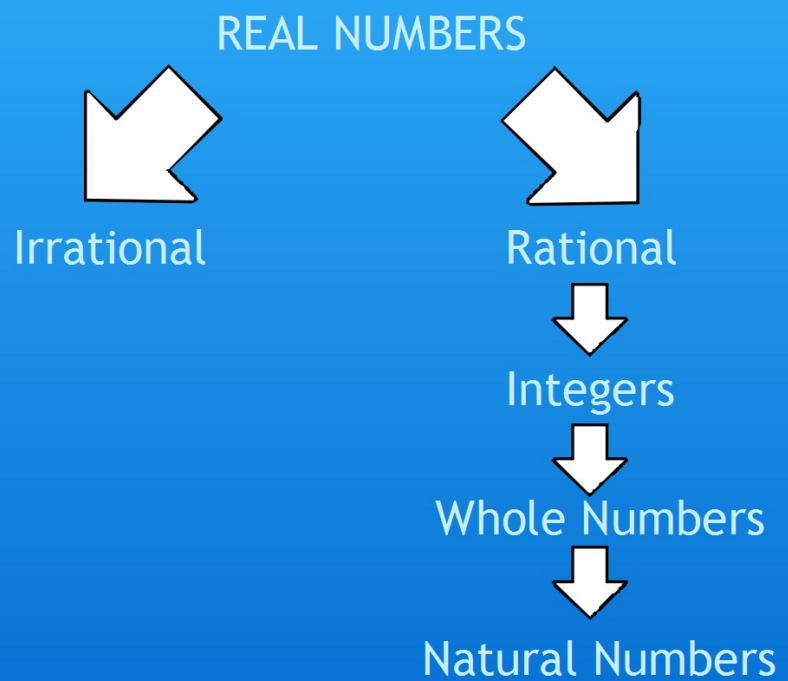 REAL NUMBERS
Irrational
Rational
Integers
Whole Numbers
Natural Numbers